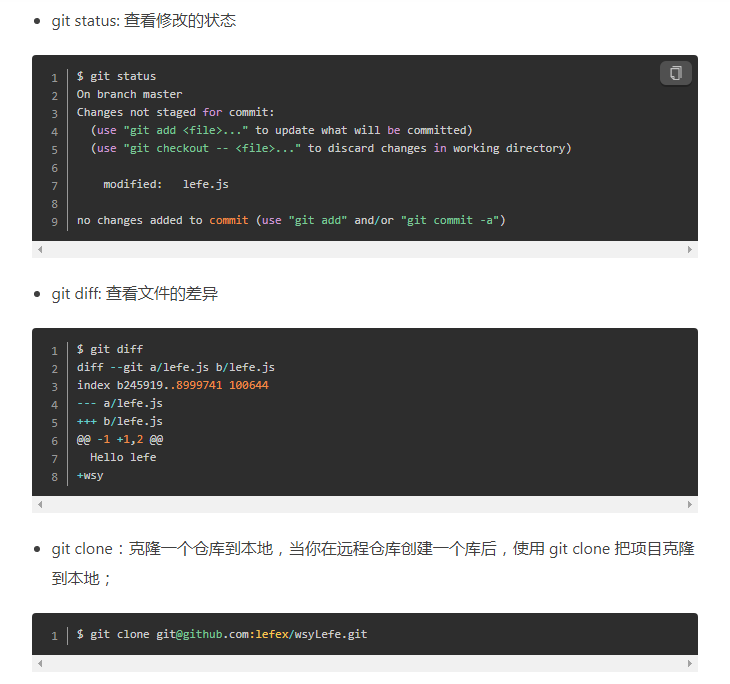 • git status: 查看修改的状态
1 $ git status
2 On branch master
3 Changes not staged for commit:
4   (use "git add <file>..." to update what will be committed)
5   (use "git checkout -- <file>..." to discard changes in working directory)
6
7     modified:   lefe.js
8
9 no changes added to commit (use "git add" and/or "git commit -a")
• git diff: 查看文件的差异
1 $ git diff
2 diff --git a/lefe.js b/lefe.js
3 index b245919..8999741 100644
4 --- a/lefe.js
5 +++ b/lefe.js
6 @@ -1 +1,2 @@
7   Hello lefe
8 +wsy
• git clone：克隆一个仓库到本地，当你在远程仓库创建一个库后，使用 git clone 把项目克隆
到本地；
1 $ git clone git@github.com:lefex/wsyLefe.git